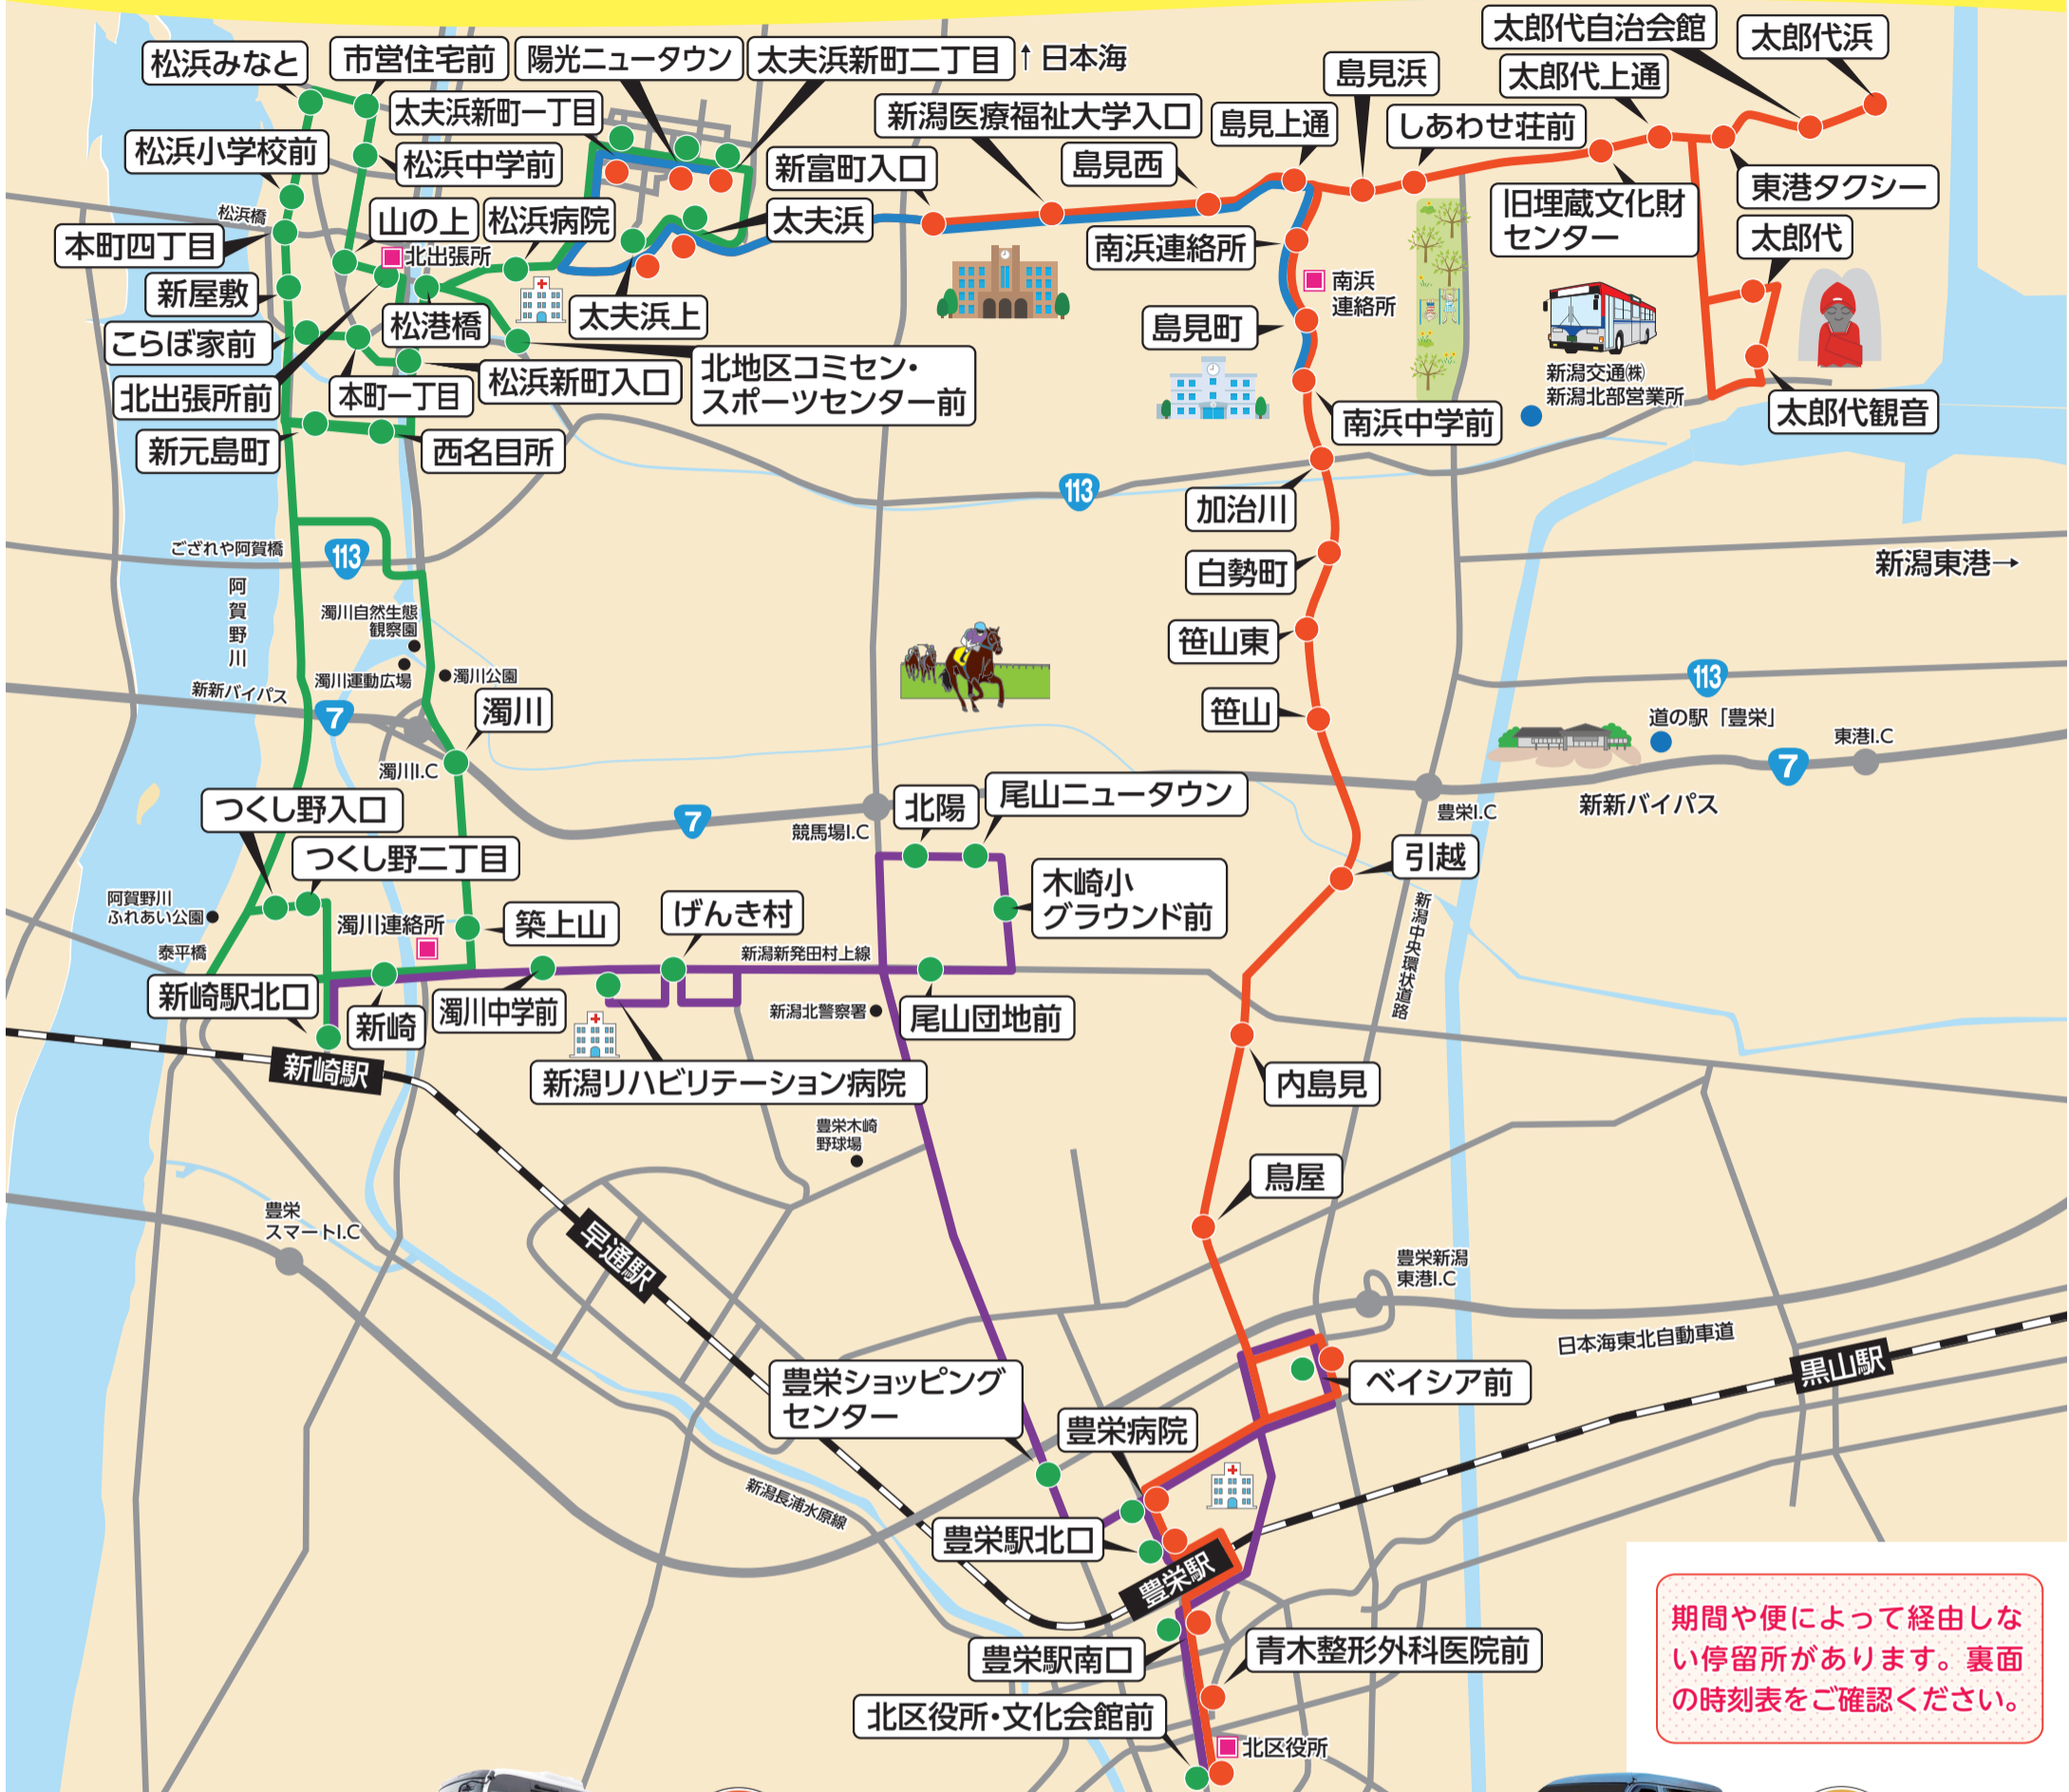 松浜みなと
市営住宅前
陽光ニュータウン
太夫浜新町二丁目
↑日本海
太夫浜新町一丁目
松浜小学校前
松浜中学前
松浜橋
本町四丁目
山の上
松浜病院
北出張所
新屋敷
こらぼ家前
松港橋
太夫浜上
太夫浜
北出張所前
本町一丁目
松浜新町入口
北地区コミセン・
スポーツセンター前
新元島町
西名目所
新富町入口
新潟医療福祉大学入口
島見西
島見上通
島見浜
しあわせ荘前
太郎代上通
太郎代自治会館
太郎代浜
東港タクシー
旧埋蔵文化財
センター
太郎代
太郎代観音
南浜連絡所
南浜
連絡所
島見町
南浜中学前
新潟交通㈱
新潟北部営業所
113
加治川
白勢町
笹山東
笹山
新潟東港→
113
道の駅「豊栄」
東港I.C
7
新新バイパス
豊栄I.C
ござれや阿賀橋
113
阿賀野川
濁川自然生態
観察園
濁川運動広場
濁川公園
新新バイパス
7
濁川
濁川I.C
7
競馬場I.C
つくし野入口
つくし野二丁目
阿賀野川
ふれあい公園
泰平橋
濁川連絡所
築上山
げんき村
新潟新発田村上線
北陽
尾山ニュータウン
木崎小
グラウンド前
引越
新潟中央環状道路
新崎駅北口
新崎
濁川中学前
新潟北警察署
尾山団地前
新崎駅
新潟リハビリテーション病院
内島見
豊栄木崎
野球場
鳥屋
豊栄
スマートI.C
早通駅
豊栄新潟
東港I.C
日本海東北自動車道
黒山駅
ベイシア前
豊栄ショッピング
センター
豊栄病院
新潟長浦水原線
豊栄駅北口
豊栄駅
豊栄駅南口
青木整形外科医院前
北区役所・文化会館前
北区役所
期間や便によって経由しな
い停留所があります。裏面
の時刻表をご確認ください。